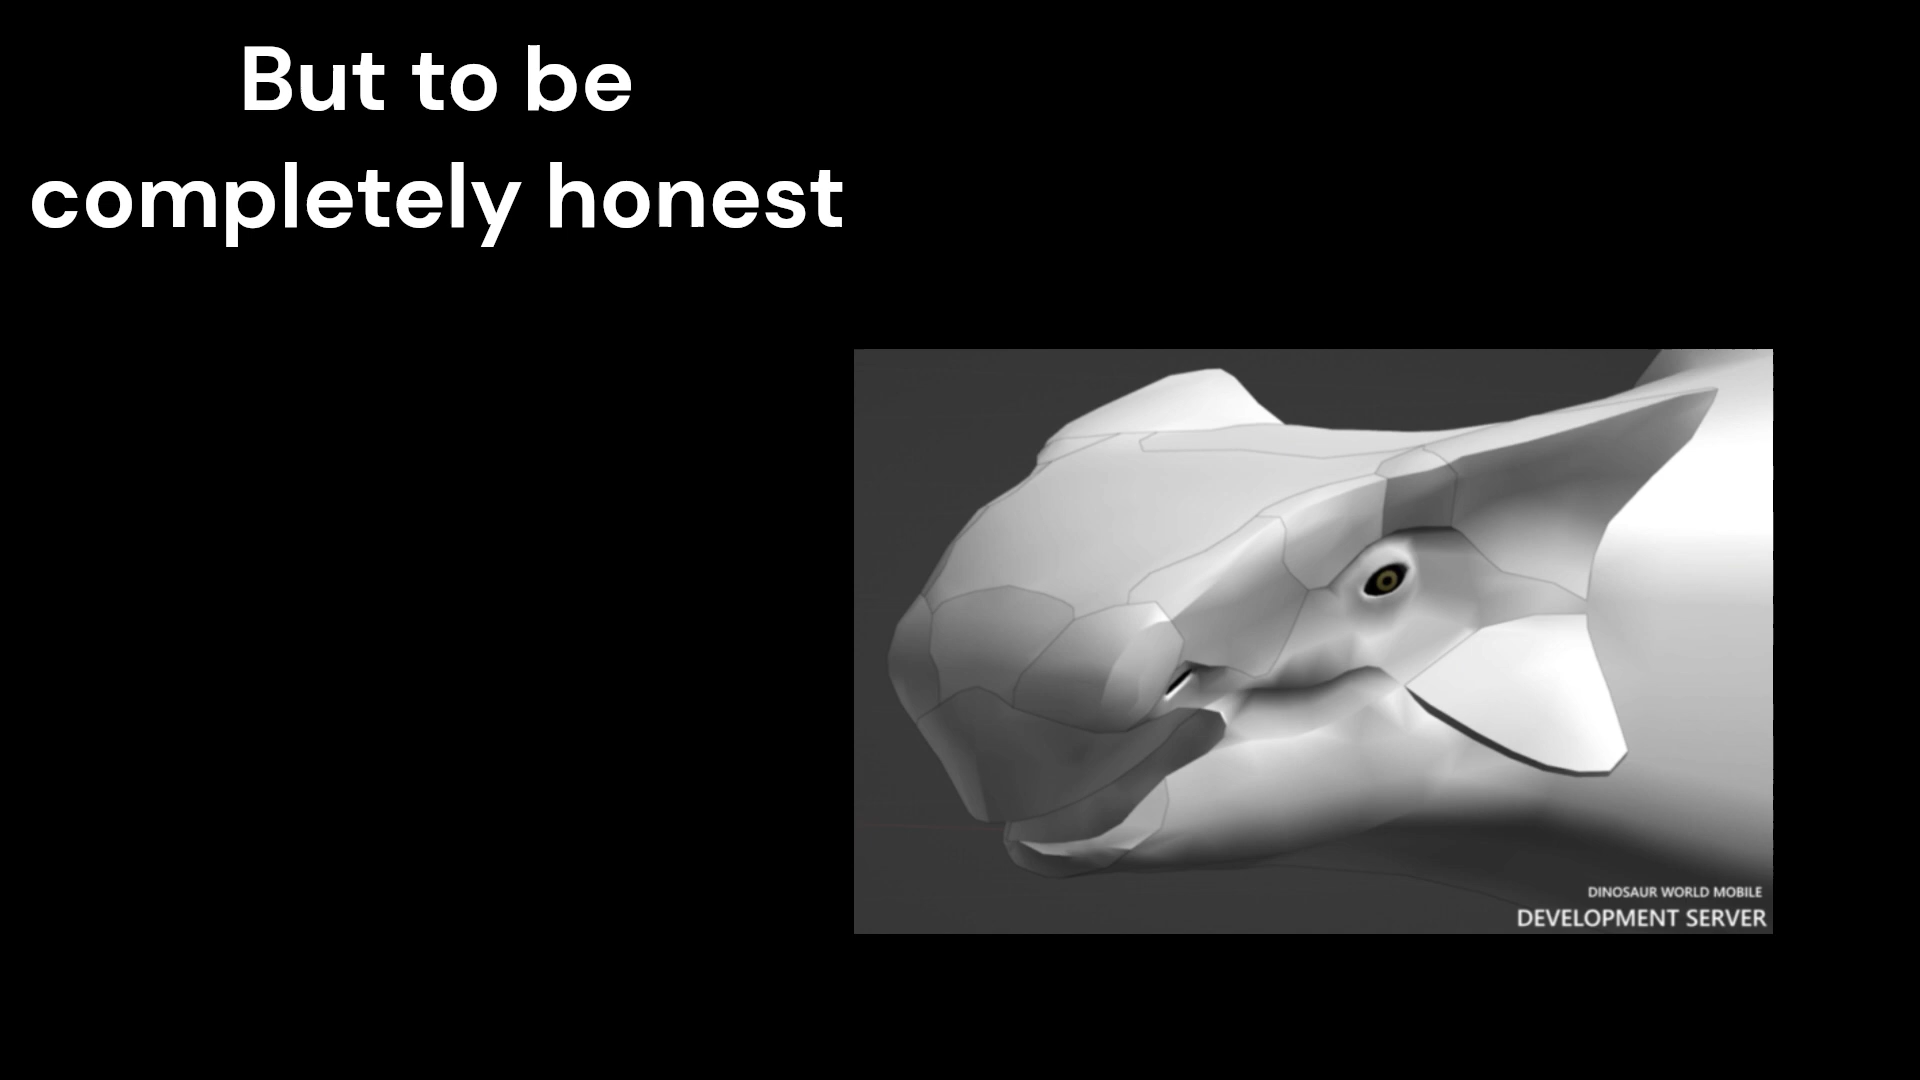 But to be
completely honest
DINOSAUR WORLD MOBILE
DEVELOPMENT SERVER